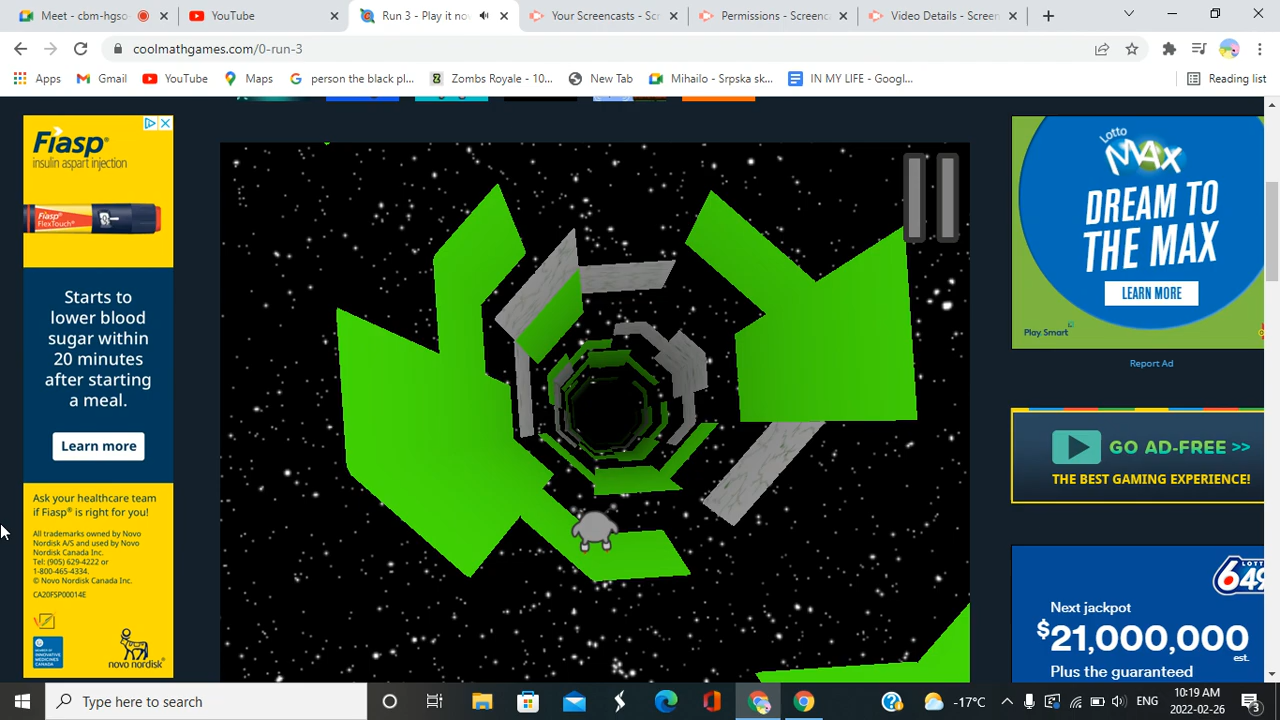 Meet - cbm-hgso-
YouTube
Run 3 - Play it no
Your Screencasts - Sc
Permissions - Screenc
Video Details - Screen
coolmathgames.com/0-run-3
Apps
Gmail
YouTube
Maps
person the black pl...
Zombs Royale - 10...
New Tab
Mihailo - srpska sk...
IN MY LIFE - Googl...
Reading list
Fiasp
insulin aspart injection
Starts to
lower blood
sugar within
20 minutes
after starting
a meal.
Learn more
Ask your healthcare team
if Fiasp® is right for you!
All trademarks owned by Novo
Nordisk A/S and used by Novo
Nordisk Canada Inc.
Tel: (905) 629-4222 or
1-800-465-4334.
© Novo Nordisk Canada Inc.
CA20FSP00014E
novo nordisk
Lotto
MAX
DREAM TO
THE MAX
LEARN MORE
Play Smart
Report Ad
GO AD-FREE >>
THE BEST GAMING EXPERIENCE!
LOTTO
649
Next jackpot
$21,000,000
est.
Plus the guaranteed
Type here to search
-17°C
ENG
10:19 AM
2022-02-26
3